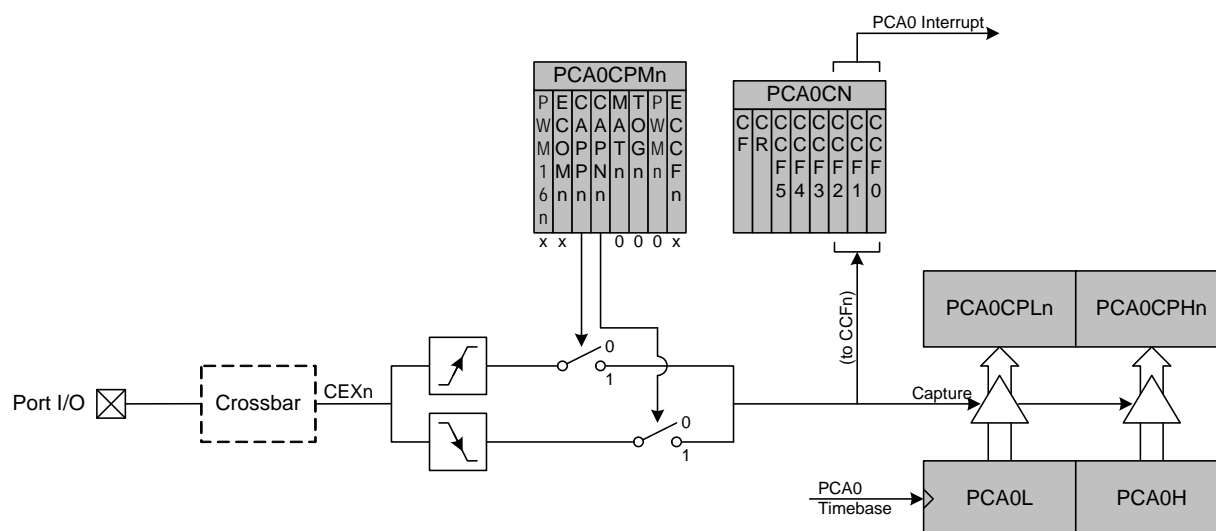 PCA0 Interrupt
PCA0CPMn
PWM16n
ECOMn
CAPPn
CAPNn
MATn
TOGn
PWMn
ECCFn
x x 0 0 0 x
PCA0CN
CF
CR
CCF5
CCF4
CCF3
CCF2
CCF1
CCF0
(to CCFn)
PCA0CPLn
PCA0CPHn
0
1
Port I/O
Crossbar
CEXn
Capture
0
1
PCA0
Timebase
PCA0L
PCA0H